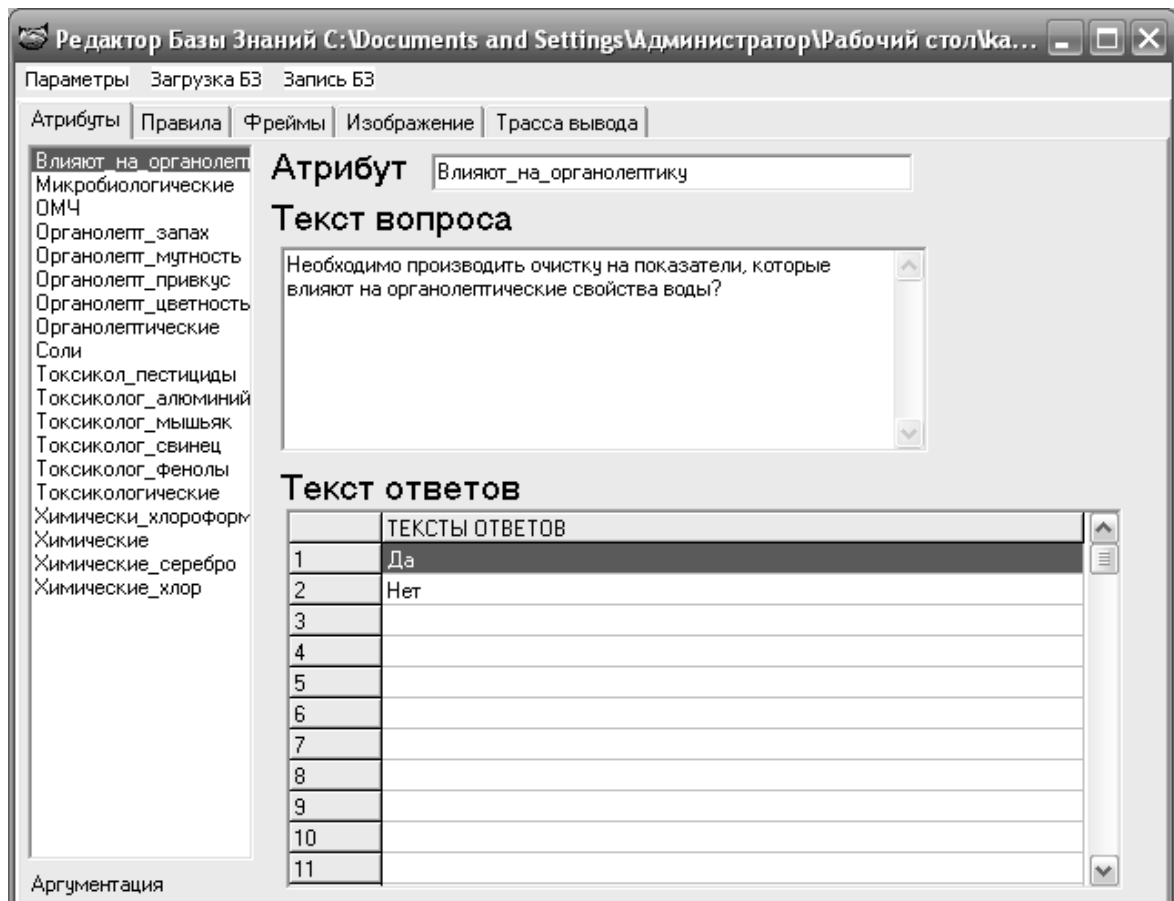 Редактор Базы Знаний C:\Documents and Settings\Администратор\Рабочий стол\ka...
Параметры Загрузка БЗ Запись БЗ
Атрибуты Правила Фреймы Изображение Трасса вывода
Влияют_на_органолепт
Микробиологические
ОМЧ
Органолепт_запах
Органолепт_мутность
Органолепт_привкус
Органолепт_цветность
Органолептические
Соли
Токсикол_пестициды
Токсиколог_алюминий
Токсиколог_мышьяк
Токсиколог_свинец
Токсиколог_фенолы
Токсикологические
Химически_хлороформ
Химические
Химические_серебро
Химические_хлор
Аргументация
Атрибут Влияют_на_органолептику
Текст вопроса
Необходимо производить очистку на показатели, которые
влияют на органолептические свойства воды?
Текст ответов
ТЕКСТЫ ОТВЕТОВ
1 Да
2 Нет
3
4
5
6
7
8
9
10
11